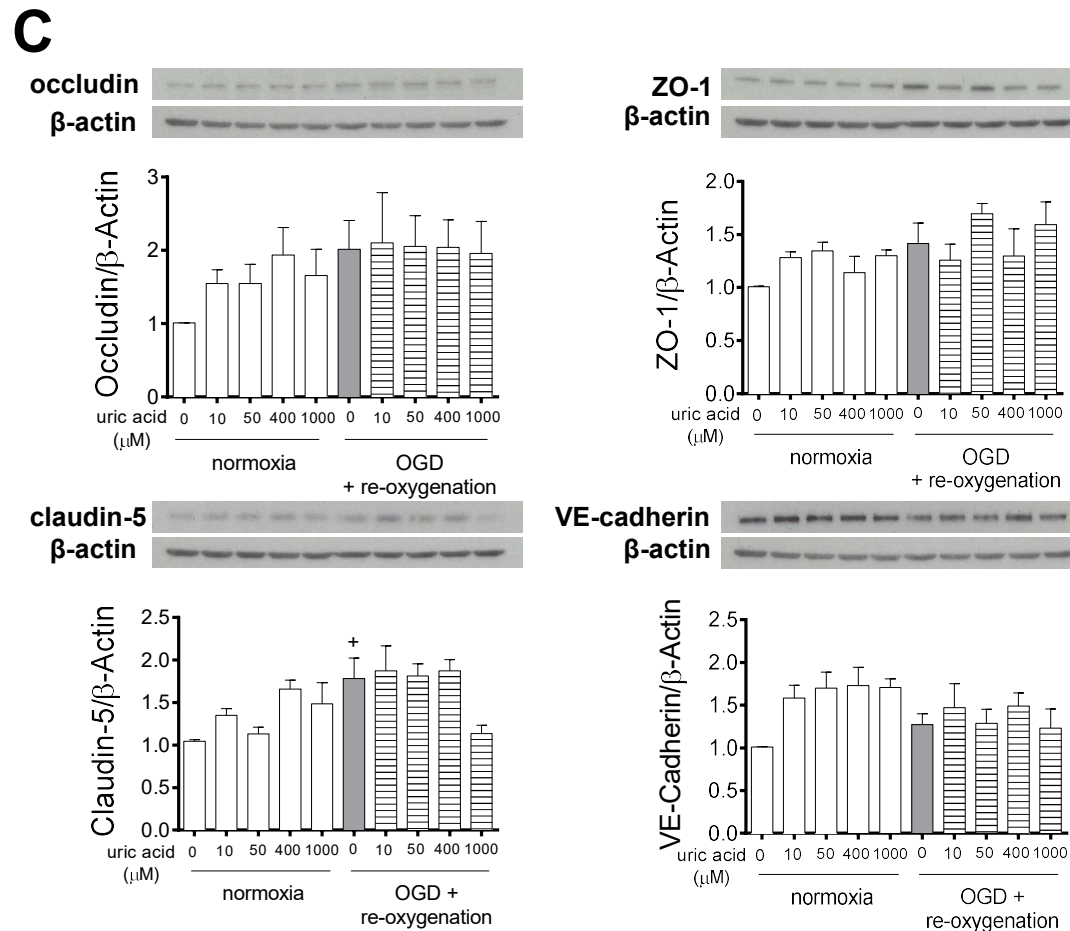 C
occludin
β-actin
Occludin/β-Actin
3
2
1
0
uric acid
(μM)
0 10 50 400 1000 0 10 50 400 1000
normoxia
OGD
+ re-oxygenation
ZO-1
β-actin
ZO-1/β-Actin
2.0
1.5
1.0
0.5
0.0
uric acid
(μM)
0 10 50 400 1000 0 10 50 400 1000
normoxia
OGD
+ re-oxygenation
claudin-5
β-actin
Claudin-5/β-Actin
2.5
2.0
1.5
1.0
0.5
0.0
+
uric acid
(μM)
0 10 50 400 1000 0 10 50 400 1000
normoxia
OGD +
re-oxygenation
VE-cadherin
β-actin
VE-Cadherin/β-Actin
2.5
2.0
1.5
1.0
0.5
0.0
uric acid
(μM)
0 10 50 400 1000 0 10 50 400 1000
normoxia
OGD +
re-oxygenation